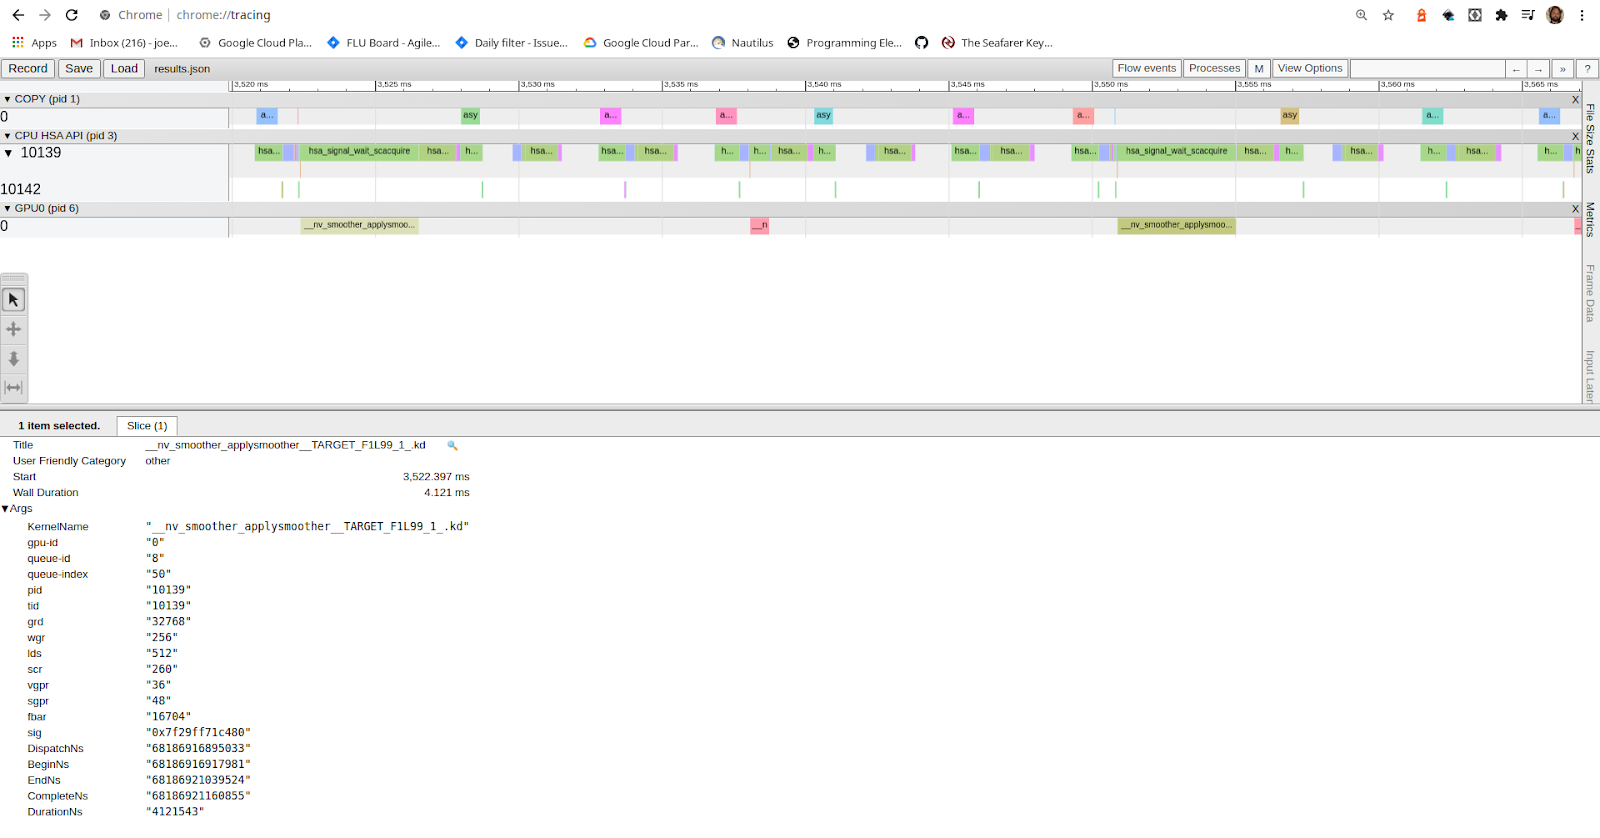 Chrome | chrome://tracing
Apps Inbox (216) - joe... Google Cloud Pla... FLU Board - Agile... Daily filter - Issue... Google Cloud Par... Nautilus Programming Ele... The Seafarer Key...
Record Save Load results.json Flow events Processes M View Options ← → » ?
3,520 ms 3,525 ms 3,530 ms 3,535 ms 3,540 ms 3,545 ms 3,550 ms 3,555 ms 3,560 ms 3,565 ms
▼ COPY (pid 1) X
0 a... asy a... a... asy a... a... asy a... a...
▼ CPU HSA API (pid 3) X
▼ 10139 hsa... hsa_signal_wait_scacquire hsa... h... hsa... hsa... hsa... h... h... hsa... h... hsa... hsa... hsa... hsa... hsa_signal_wait_scacquire hsa... h... hsa... h... hsa... h... h
10142
▼ GPU0 (pid 6) X
0 __nv_smoother_applysmoo... __n __nv_smoother_applysmoo...
File Size Stats
Metrics
Frame Data
Input Laten
1 item selected. Slice (1)
Title __nv_smoother_applysmoother__TARGET_F1L99_1_.kd
User Friendly Category other
Start 3,522.397 ms
Wall Duration 4.121 ms
▼Args
KernelName "__nv_smoother_applysmoother__TARGET_F1L99_1_.kd"
gpu-id "0"
queue-id "8"
queue-index "50"
pid "10139"
tid "10139"
grd "32768"
wgr "256"
lds "512"
scr "260"
vgpr "36"
sgpr "48"
fbar "16704"
sig "0x7f29ff71c480"
DispatchNs "68186916895033"
BeginNs "68186916917981"
EndNs "68186921039524"
CompleteNs "68186921160855"
DurationNs "4121543"